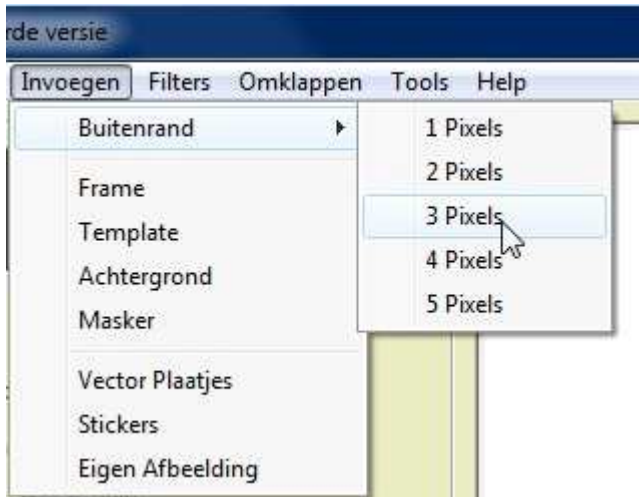 rde versie
Invoegen Filters Omklappen Tools Help
Buitenrand
1 Pixels
2 Pixels
3 Pixels
4 Pixels
5 Pixels
Frame
Template
Achtergrond
Masker
Vector Plaatjes
Stickers
Eigen Afbeelding